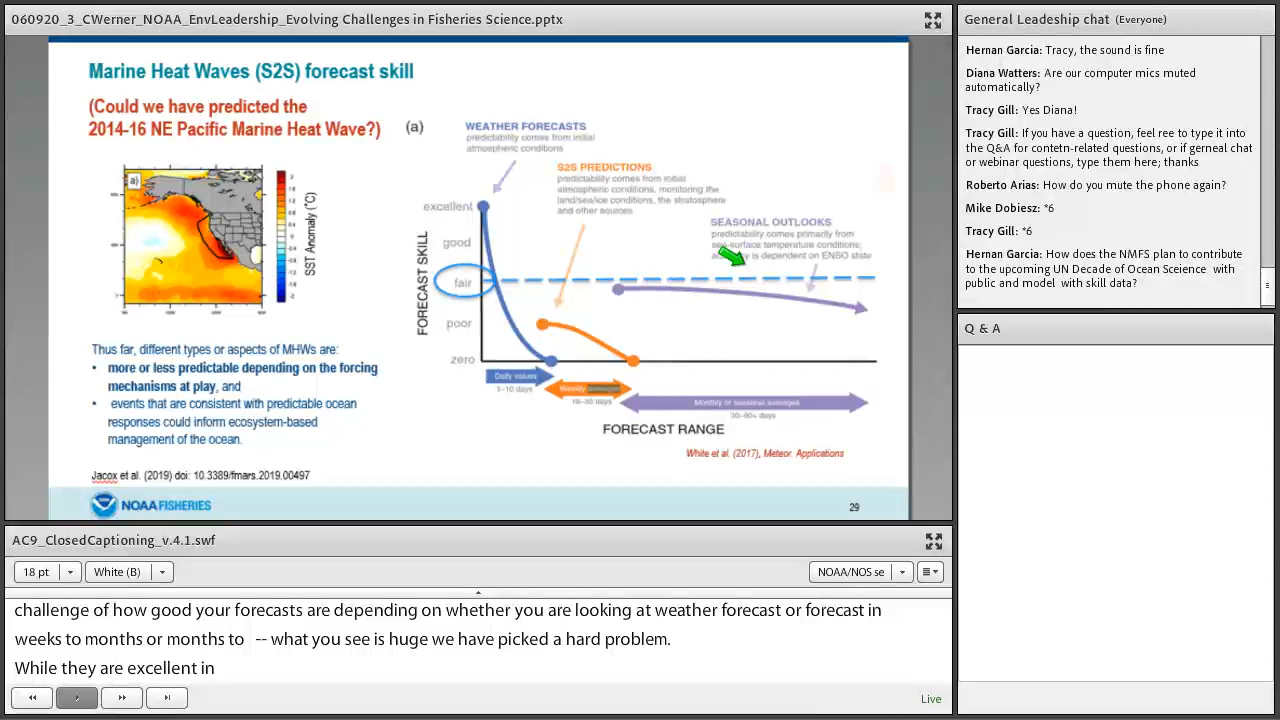 060920_3_CWerner_NOAA_EnvLeadership_Evolving Challenges in Fisheries Science.pptx
Marine Heat Waves (S2S) forecast skill
(Could we have predicted the
2014-16 NE Pacific Marine Heat Wave?)
a)
SST Anomaly (°C)
Thus far, different types or aspects of MHWs are:
• more or less predictable depending on the forcing
mechanisms at play, and
• events that are consistent with predictable ocean
responses could inform ecosystem-based
management of the ocean.
Jacox et al. (2019) doi: 10.3389/fmars.2019.00497
(a)
WEATHER FORECASTS
predictability comes from initial
atmospheric conditions
S2S PREDICTIONS
predictability comes from initial
atmospheric conditions, monitoring the
land/sea/ice conditions, the stratosphere
and other sources
SEASONAL OUTLOOKS
predictability comes primarily from
sea-surface temperature conditions;
is dependent on ENSO state
FORECAST SKILL
excellent
good
fair
poor
zero
Daily values
1–10 days
Weekly
10–30 days
Monthly or seasonal averages
30–90+ days
FORECAST RANGE
White et al. (2017), Meteor. Applications
NOAA FISHERIES
29
AC9_ClosedCaptioning_v.4.1.swf
18 pt
White (B)
NOAA/NOS se
challenge of how good your forecasts are depending on whether you are looking at weather forecast or forecast in
weeks to months or months to -- what you see is huge we have picked a hard problem.
While they are excellent in
Live
General Leadeship chat (Everyone)
Hernan Garcia: Tracy, the sound is fine
Diana Watters: Are our computer mics muted
automatically?
Tracy Gill: Yes Diana!
Tracy Gill: If you have a question, feel ree to type it in
the Q&A for conten-related questions, or if germeal chat
or webinar questions, type them here; thanks
Roberto Arias: How do yo mute the phone again?
Mike Dobiesz: *6
Tracy Gill: *6
Hernan Garcia: How does the NMFS plan to contribute
to the upcoming UN Decade of Ocean Science with
public and model with skill data?
Q & A